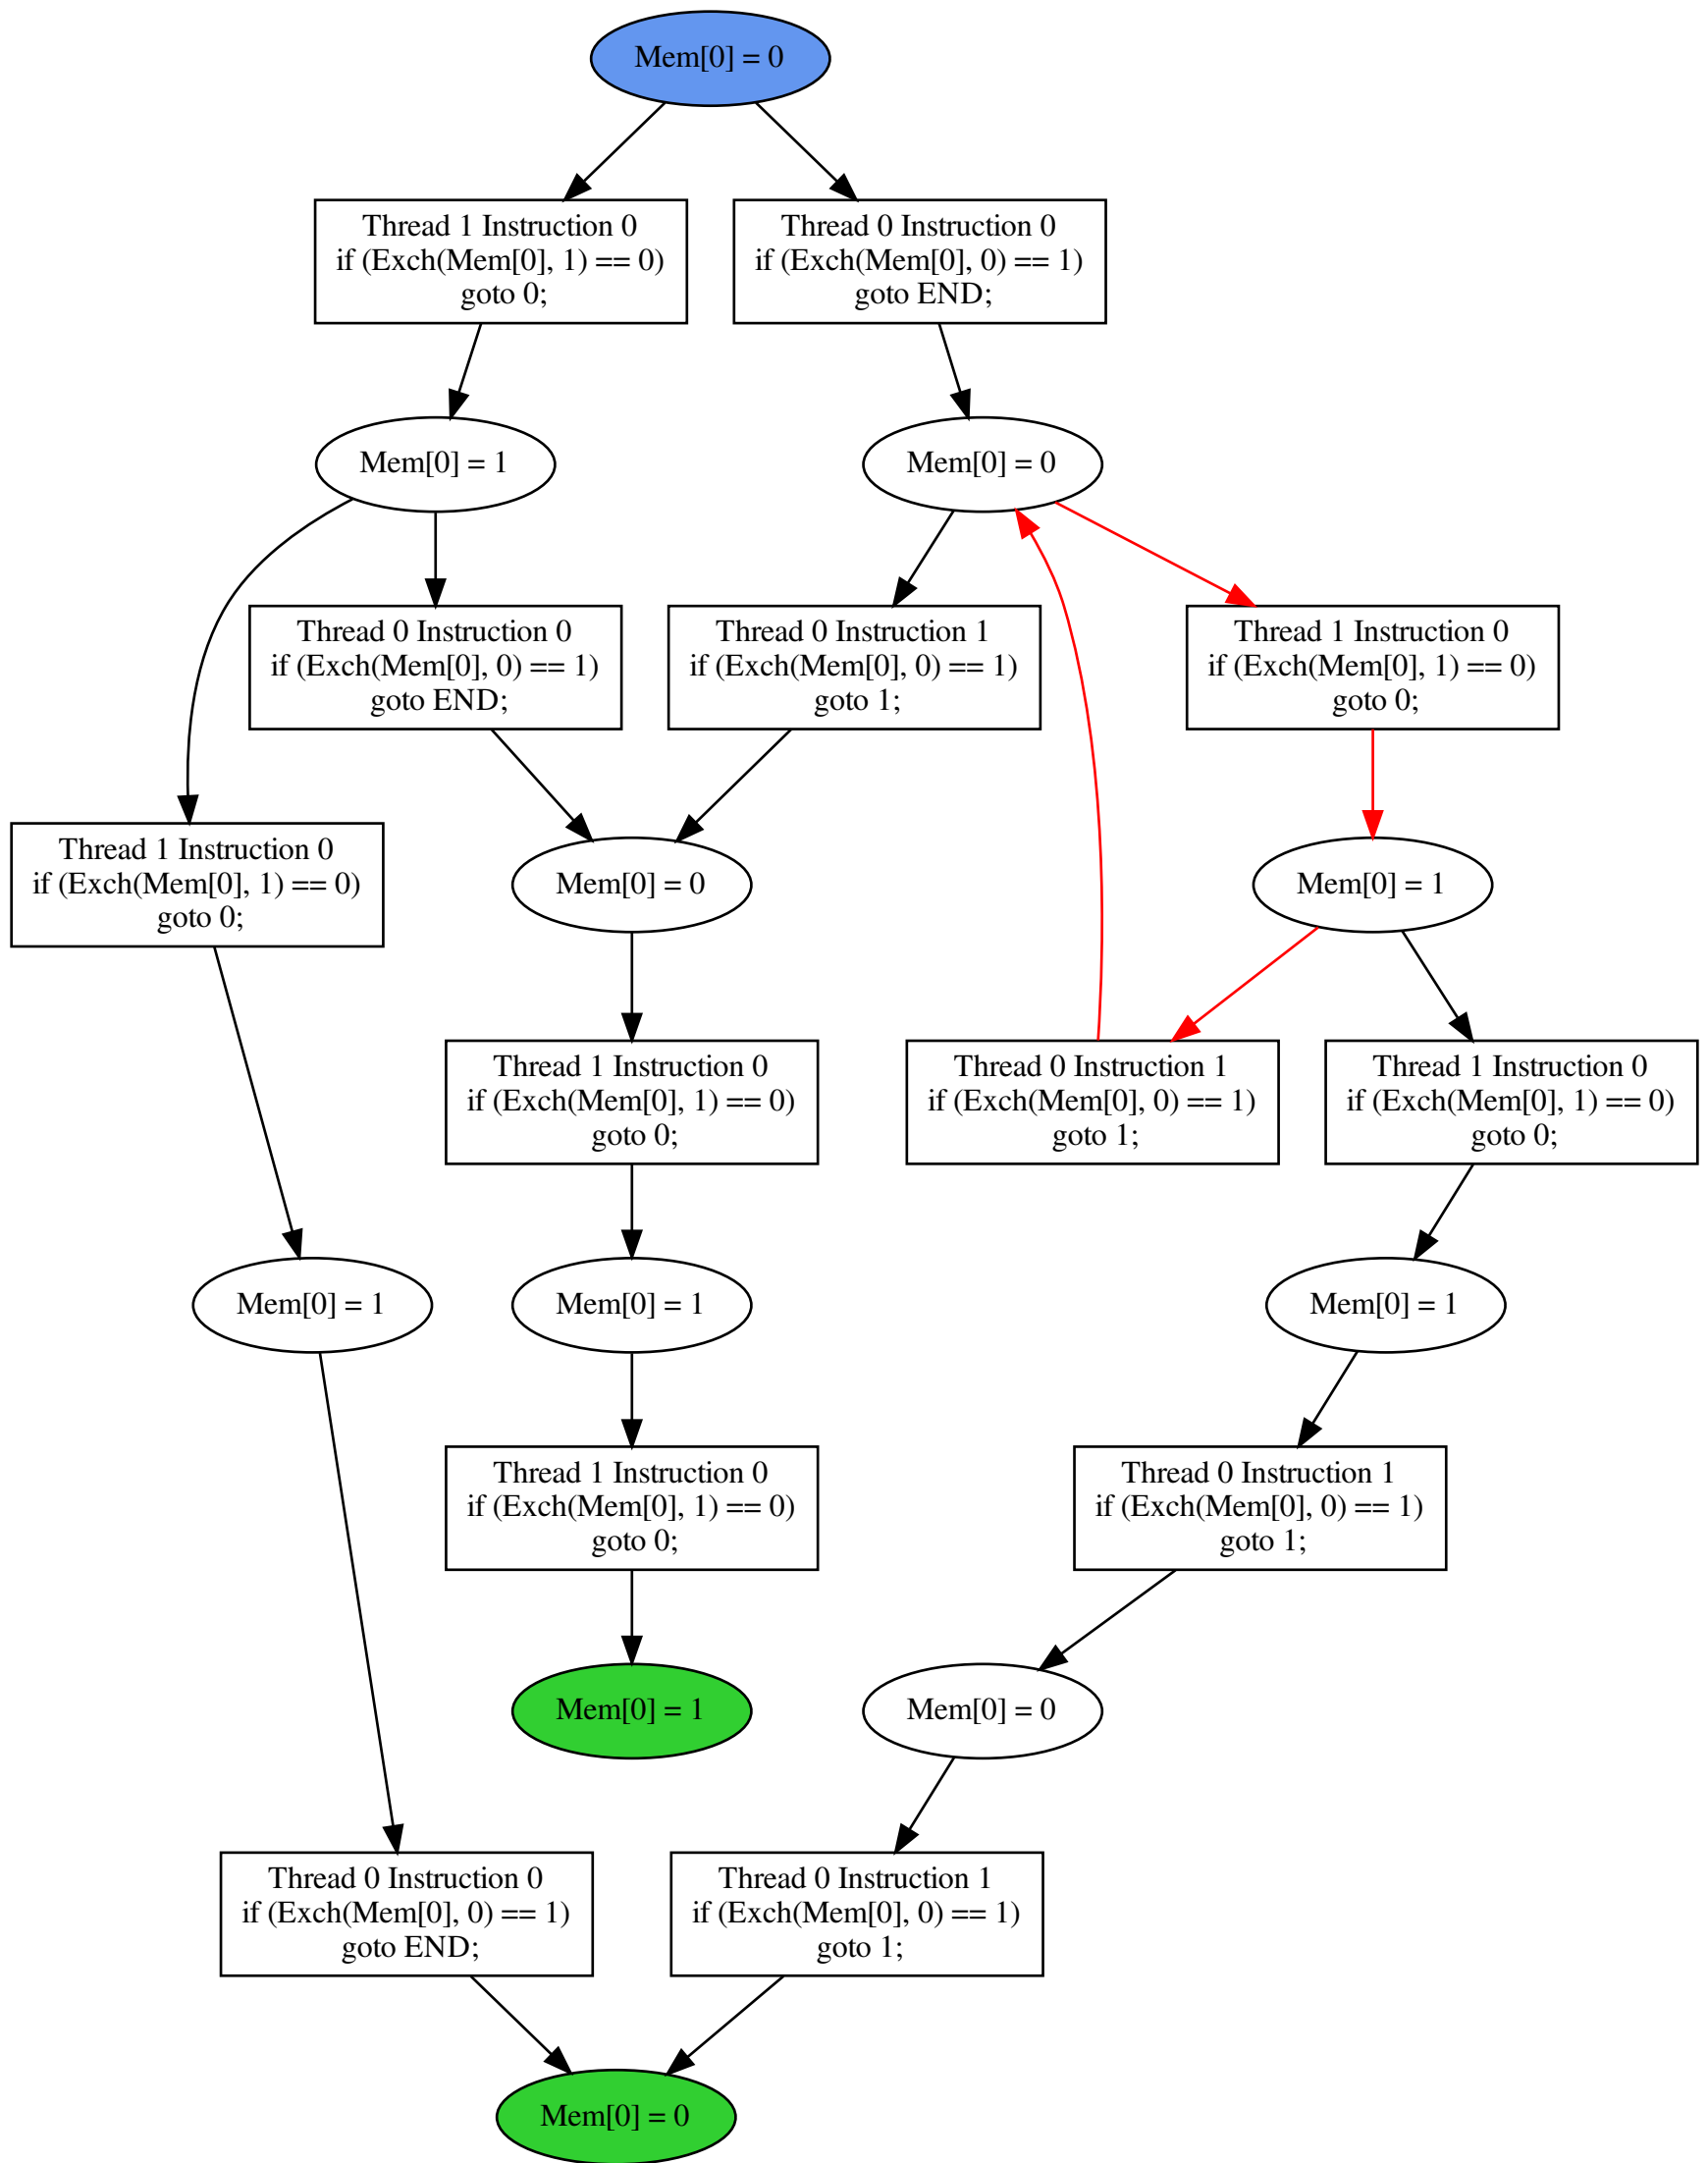 Mem[0] = 0
Thread 1 Instruction 0
if (Exch(Mem[0], 1) == 0)
goto 0;
Thread 0 Instruction 0
if (Exch(Mem[0], 0) == 1)
goto END;
Mem[0] = 1
Mem[0] = 0
Thread 0 Instruction 0
if (Exch(Mem[0], 0) == 1)
goto END;
Thread 0 Instruction 1
if (Exch(Mem[0], 0) == 1)
goto 1;
Thread 1 Instruction 0
if (Exch(Mem[0], 1) == 0)
goto 0;
Thread 1 Instruction 0
if (Exch(Mem[0], 1) == 0)
goto 0;
Mem[0] = 0
Mem[0] = 1
Thread 1 Instruction 0
if (Exch(Mem[0], 1) == 0)
goto 0;
Thread 0 Instruction 1
if (Exch(Mem[0], 0) == 1)
goto 1;
Thread 1 Instruction 0
if (Exch(Mem[0], 1) == 0)
goto 0;
Mem[0] = 1
Mem[0] = 1
Mem[0] = 1
Thread 1 Instruction 0
if (Exch(Mem[0], 1) == 0)
goto 0;
Thread 0 Instruction 1
if (Exch(Mem[0], 0) == 1)
goto 1;
Mem[0] = 1
Mem[0] = 0
Thread 0 Instruction 0
if (Exch(Mem[0], 0) == 1)
goto END;
Thread 0 Instruction 1
if (Exch(Mem[0], 0) == 1)
goto 1;
Mem[0] = 0